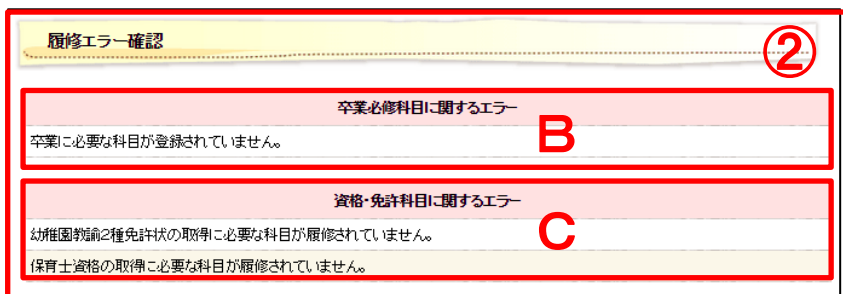 履修エラー確認
②
卒業必修科目に関するエラー
卒業に必要な科目が登録されていません。
B
資格・免許科目に関するエラー
幼稚園教諭2種免許状の取得に必要な科目が履修されていません。
C
保育士資格の取得に必要な科目が履修されていません。